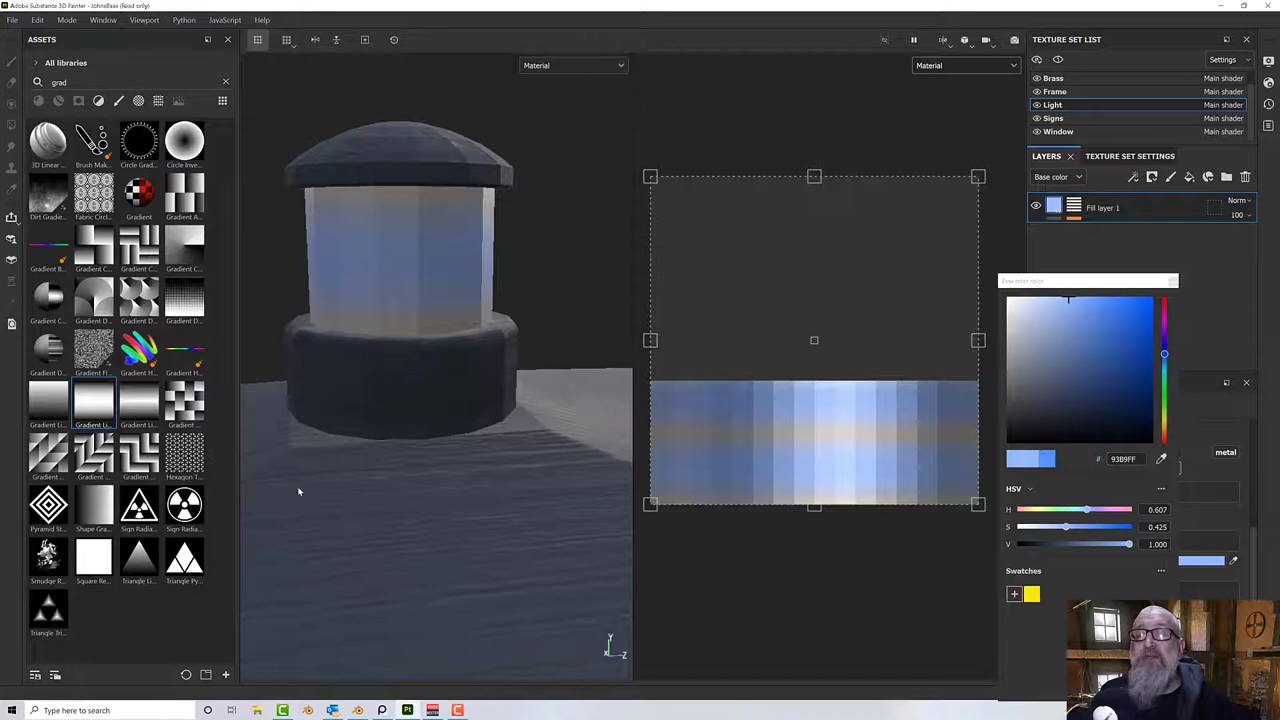 Adobe Substance 3D Painter - JohnsBase (Read only)
File Edit Mode Window Viewport Python JavaScript Help
ASSETS
All libraries
grad
3D Linear ... Brush Mak... Circle Grad... Circle Inve...
Dirt Gradie... Fabric Circl... Gradient Gradient A...
Gradient B... Gradient C... Gradient C... Gradient C...
Gradient C... Gradient D... Gradient D... Gradient D...
Gradient D... Gradient Fl... Gradient H... Gradient I...
Gradient Li... Gradient Li... Gradient Li... Gradient ...
Gradient ... Gradient ... Gradient ... Hexagon T...
Pyramid St... Shape Gra... Sign Radia... Sign Radia...
Smudge R... Square Re... Triangle Li... Triangle Py...
Triangle Tri...
Material
Y
X
Z
Material
TEXTURE SET LIST
Settings
Brass Main shader
Frame Main shader
Light Main shader
Signs Main shader
Window Main shader
LAYERS TEXTURE SET SETTINGS
Base color
Fill layer 1
Norm
100
Base color color
metal
# 93B9FF
HSV
H 0.607
S 0.425
V 1.000
Swatches
Type here to search